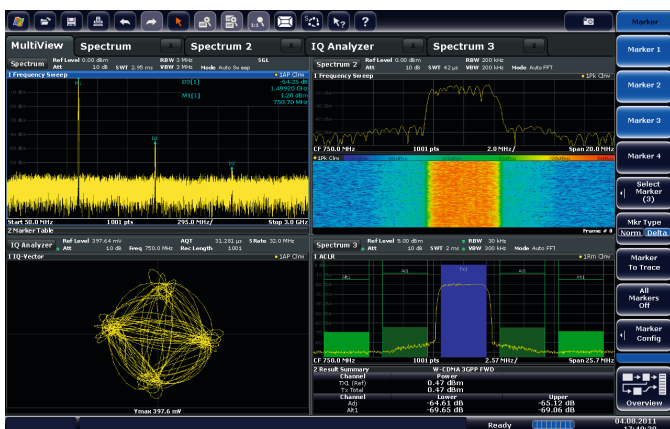 MultiView
Spectrum
Spectrum 2
IQ Analyzer
Spectrum 3
Marker
Spectrum
Ref Level 0.00 dBm
RBW 3 MHz
SGL
Att 10 dB SWT 2.95 ms VBW 3 MHz Mode Auto Sweep
1 Frequency Sweep
1AP Clrw
M1
D2
D3[1] -64.25 dB
1.49920 GHz
M1[1] 1.20 dBm
750.70 MHz
Start 50.0 MHz
1001 pts
295.0 MHz/
Stop 3.0 GHz
2 Marker Table
Spectrum 2
Ref Level 0.00 dBm
RBW 200 kHz
Att 10 dB SWT 42 µs VBW 200 kHz Mode Auto FFT
1 Frequency Sweep
1Pk Clrw
CF 750.0 MHz
1001 pts
2.0 MHz/
Span 20.0 MHz
1Pk Clrw
Frame # 0
IQ Analyzer
Ref Level 397.64 mV
AQT 31.281 µs
SRate 32.0 MHz
Att 10 dB Freq 750.0 MHz Rec Length 1001
1 IQ-Vector
1AP Clrw
Ymax 397.6 mV
Spectrum 3
Ref Level 5.00 dBm
RBW 30 kHz
Att 10 dB SWT 2 ms VBW 300 kHz Mode Auto FFT
1 ACLR
1Rm Clrw
Alt1
Adj
Tx1
Adj
Alt1
CF 750.0 MHz
1001 pts
2.57 MHz/
Span 25.7 MHz
2 Result Summary
W-CDMA 3GPP FWD
Channel
Power
TX1 (Ref)
0.47 dBm
Tx Total
0.47 dBm
Channel
Lower
Upper
Adj
-64.61 dB
-65.12 dB
Alt1
-69.65 dB
-69.06 dB
Marker 1
Marker 2
Marker 3
Marker 4
Select
Marker
(3)
Mkr Type
Norm Delta
Marker
To Trace
All
Markers
Off
Marker
Config
Overview
Ready
04.08.2011